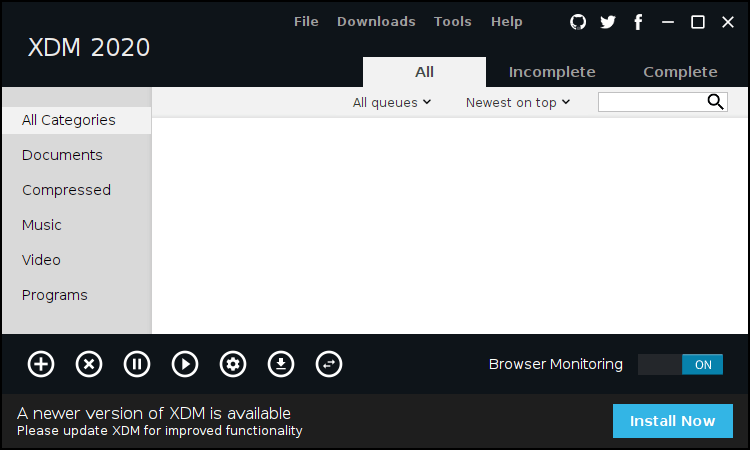 File Downloads Tools Help
XDM 2020
All Incomplete Complete
All queues Newest on top
All Categories
Documents
Compressed
Music
Video
Programs
Browser Monitoring ON
A newer version of XDM is available
Please update XDM for improved functionality
Install Now